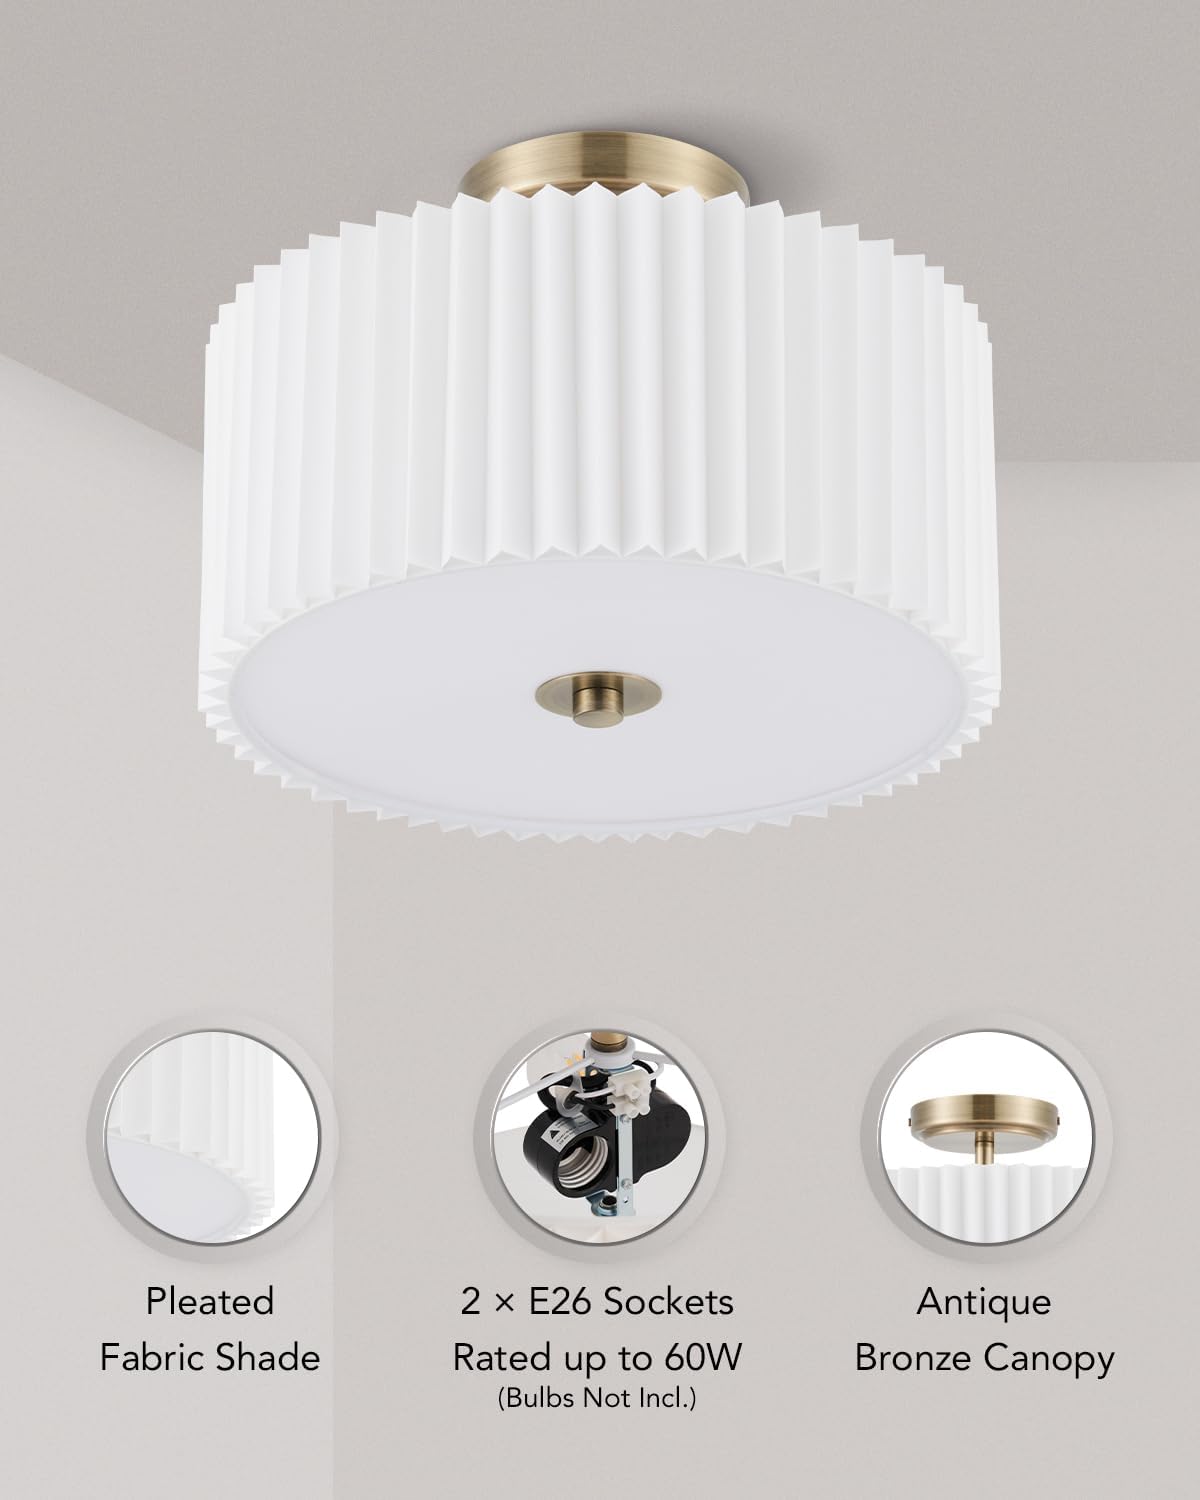 Pleated
Fabric Shade
2 × E26 Sockets
Rated up to 60W
(Bulbs Not Incl.)
Antique
Bronze Canopy